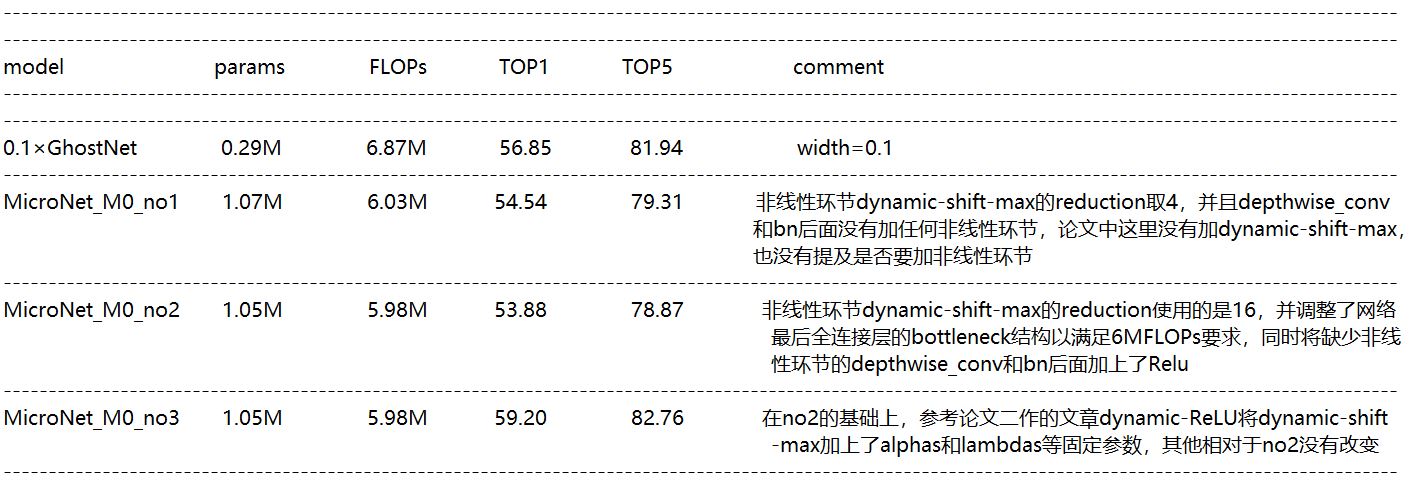 model params FLOPs TOP1 TOP5 comment
0.1×GhostNet 0.29M 6.87M 56.85 81.94 width=0.1
MicroNet_M0_no1 1.07M 6.03M 54.54 79.31 非线性环节dynamic-shift-max的reduction取4，并且depthwise_conv
和bn后面没有加任何非线性环节，论文中这里没有加dynamic-shift-max，
也没有提及是否要加非线性环节
MicroNet_M0_no2 1.05M 5.98M 53.88 78.87 非线性环节dynamic-shift-max的reduction使用的是16，并调整了网络
最后全连接层的bottleneck结构以满足6MFLOPs要求，同时将缺少非线
性环节的depthwise_conv和bn后面加上了Relu
MicroNet_M0_no3 1.05M 5.98M 59.20 82.76 在no2的基础上，参考论文二作的文章dynamic-ReLU将dynamic-shift
-max加上了alphas和lambdas等固定参数，其他相对于no2没有改变